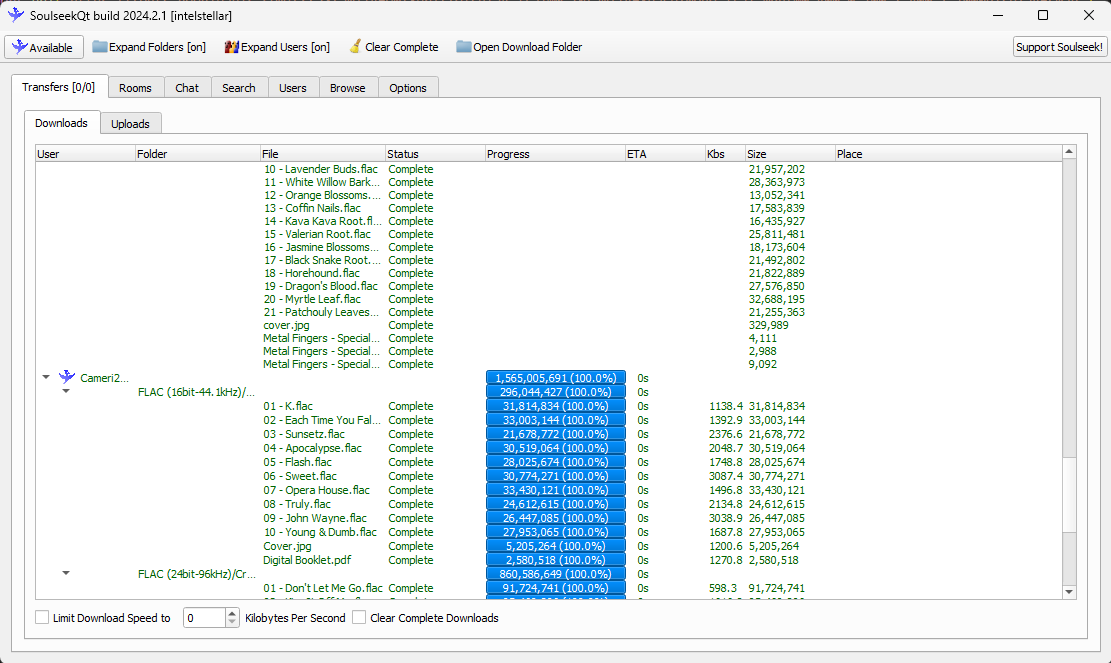 SoulseekQt build 2024.2.1 [intelstellar]
Available Expand Folders [on] Expand Users [on] Clear Complete Open Download Folder Support Soulseek!
Transfers [0/0] Rooms Chat Search Users Browse Options
Downloads Uploads
User Folder File Status Progress ETA Kbs Size Place
10 - Lavender Buds.flac Complete 21,957,202
11 - White Willow Bark... Complete 28,363,973
12 - Orange Blossoms.... Complete 13,052,341
13 - Coffin Nails.flac Complete 17,583,839
14 - Kava Kava Root.fl... Complete 16,435,927
15 - Valerian Root.flac Complete 25,811,481
16 - Jasmine Blossoms... Complete 18,173,604
17 - Black Snake Root.... Complete 21,492,802
18 - Horehound.flac Complete 21,822,889
19 - Dragon's Blood.flac Complete 27,576,850
20 - Myrtle Leaf.flac Complete 32,688,195
21 - Patchouly Leaves... Complete 21,255,363
cover.jpg Complete 329,989
Metal Fingers - Special... Complete 4,111
Metal Fingers - Special... Complete 2,988
Metal Fingers - Special... Complete 9,092
Cameri2... 1,565,005,691 (100.0%) 0s
FLAC (16bit-44.1kHz)/... 296,044,427 (100.0%) 0s
01 - K.flac Complete 31,814,834 (100.0%) 0s 1138.4 31,814,834
02 - Each Time You Fal... Complete 33,003,144 (100.0%) 0s 1392.9 33,003,144
03 - Sunsetz.flac Complete 21,678,772 (100.0%) 0s 2376.6 21,678,772
04 - Apocalypse.flac Complete 30,519,064 (100.0%) 0s 2048.7 30,519,064
05 - Flash.flac Complete 28,025,674 (100.0%) 0s 1748.8 28,025,674
06 - Sweet.flac Complete 30,774,271 (100.0%) 0s 3087.4 30,774,271
07 - Opera House.flac Complete 33,430,121 (100.0%) 0s 1496.8 33,430,121
08 - Truly.flac Complete 24,612,615 (100.0%) 0s 2134.8 24,612,615
09 - John Wayne.flac Complete 26,447,085 (100.0%) 0s 3038.9 26,447,085
10 - Young & Dumb.flac Complete 27,953,065 (100.0%) 0s 1687.8 27,953,065
Cover.jpg Complete 5,205,264 (100.0%) 0s 1200.6 5,205,264
Digital Booklet.pdf Complete 2,580,518 (100.0%) 0s 1270.8 2,580,518
FLAC (24bit-96kHz)/Cr... 860,586,649 (100.0%) 0s
01 - Don't Let Me Go.flac Complete 91,724,741 (100.0%) 0s 598.3 91,724,741
Limit Download Speed to 0 Kilobytes Per Second Clear Complete Downloads